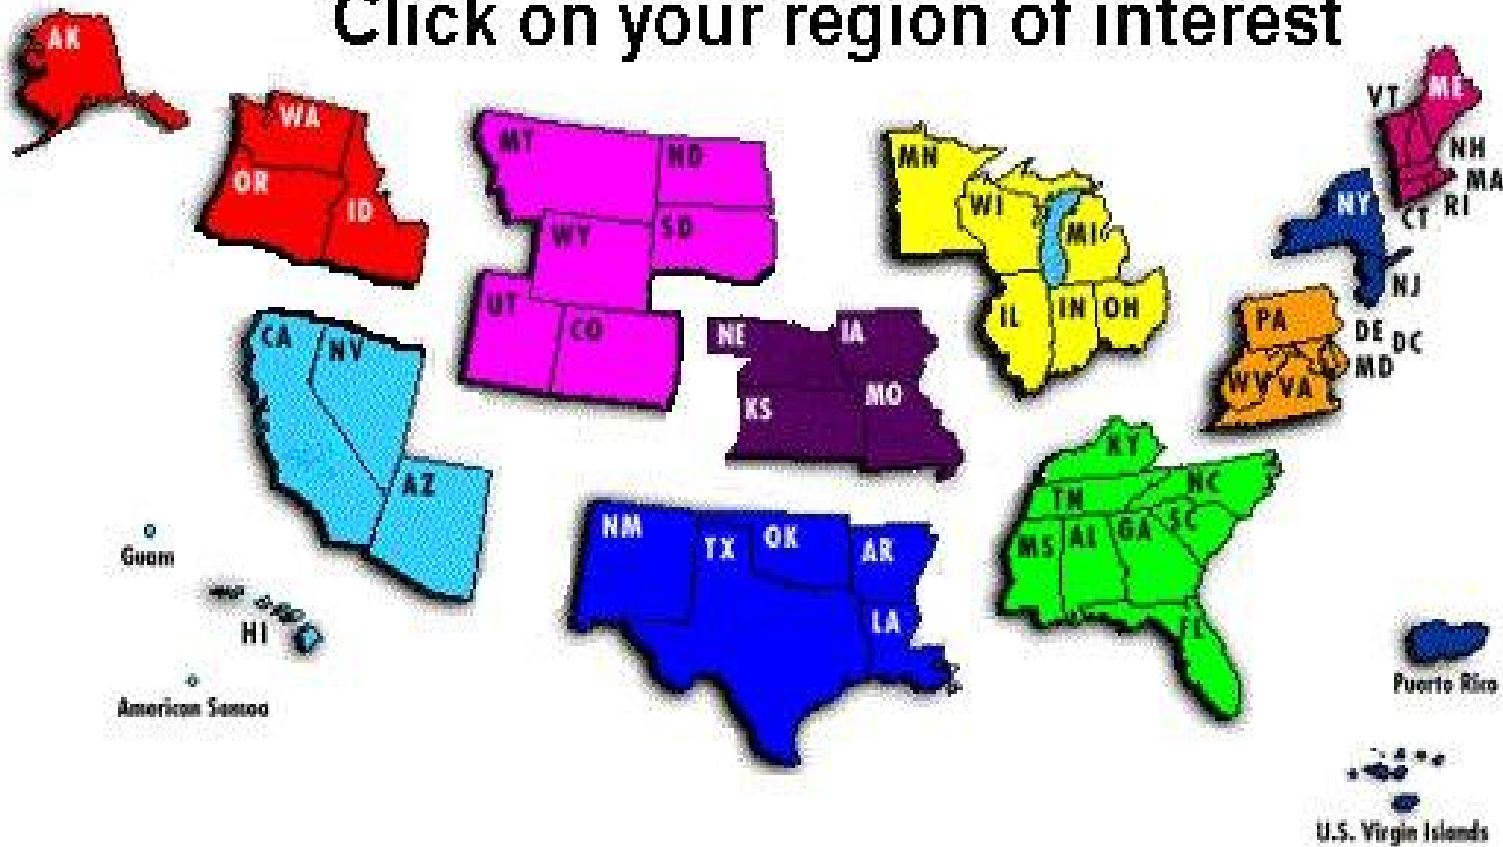 Click on your region of interest
AK
WA
OR
ID
MT
ND
WY
SD
UT
CO
CA
NV
AZ
NE
IA
KS
MO
MN
WI
MI
IL
IN
OH
VT
ME
NH
MA
RI
CT
NY
NJ
PA
DE
DC
MD
WV
VA
KY
TN
NC
MS
AL
GA
SC
FL
NM
TX
OK
AR
LA
Guam
HI
American Samoa
Puerto Rico
U.S. Virgin Islands